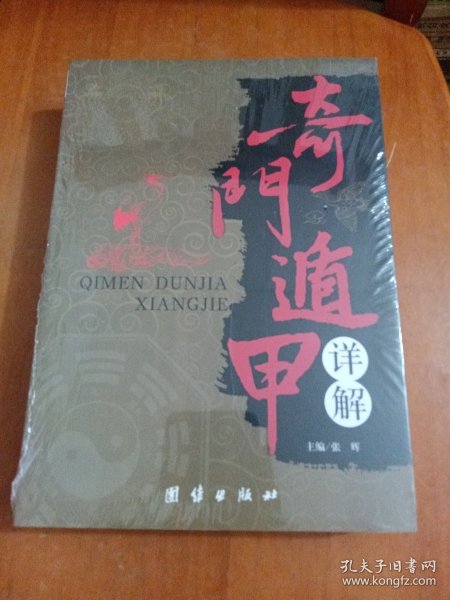 奇門遁甲
详解
QIMEN DUNJIA
XIANGJIE
主编/张 晖
团结出版社
孔夫子旧书网
www.kongfz.com